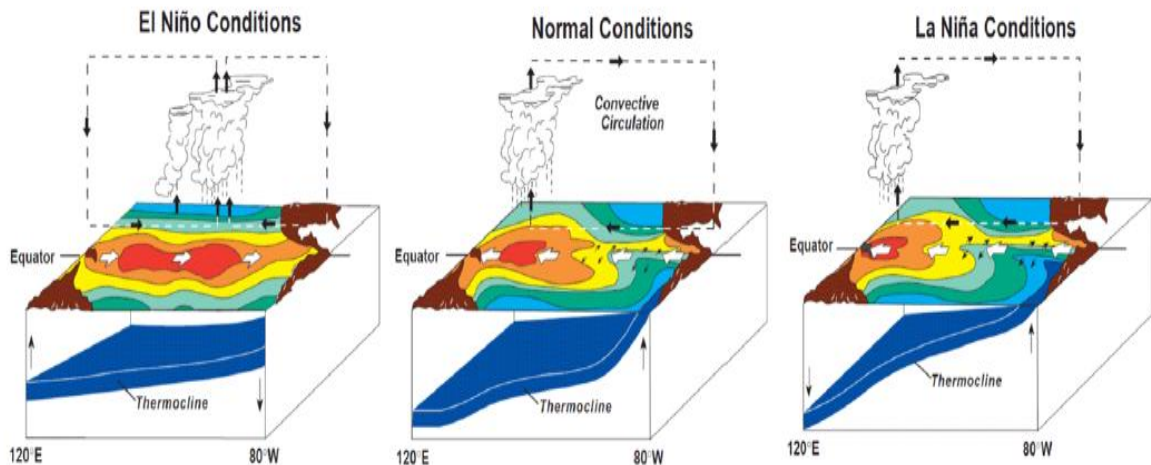 El Niño Conditions
Equator
Thermocline
120°E
80°W
Normal Conditions
Convective
Circulation
Equator
Thermocline
120°E
80°W
La Niña Conditions
Equator
Thermocline
120°E
80°W